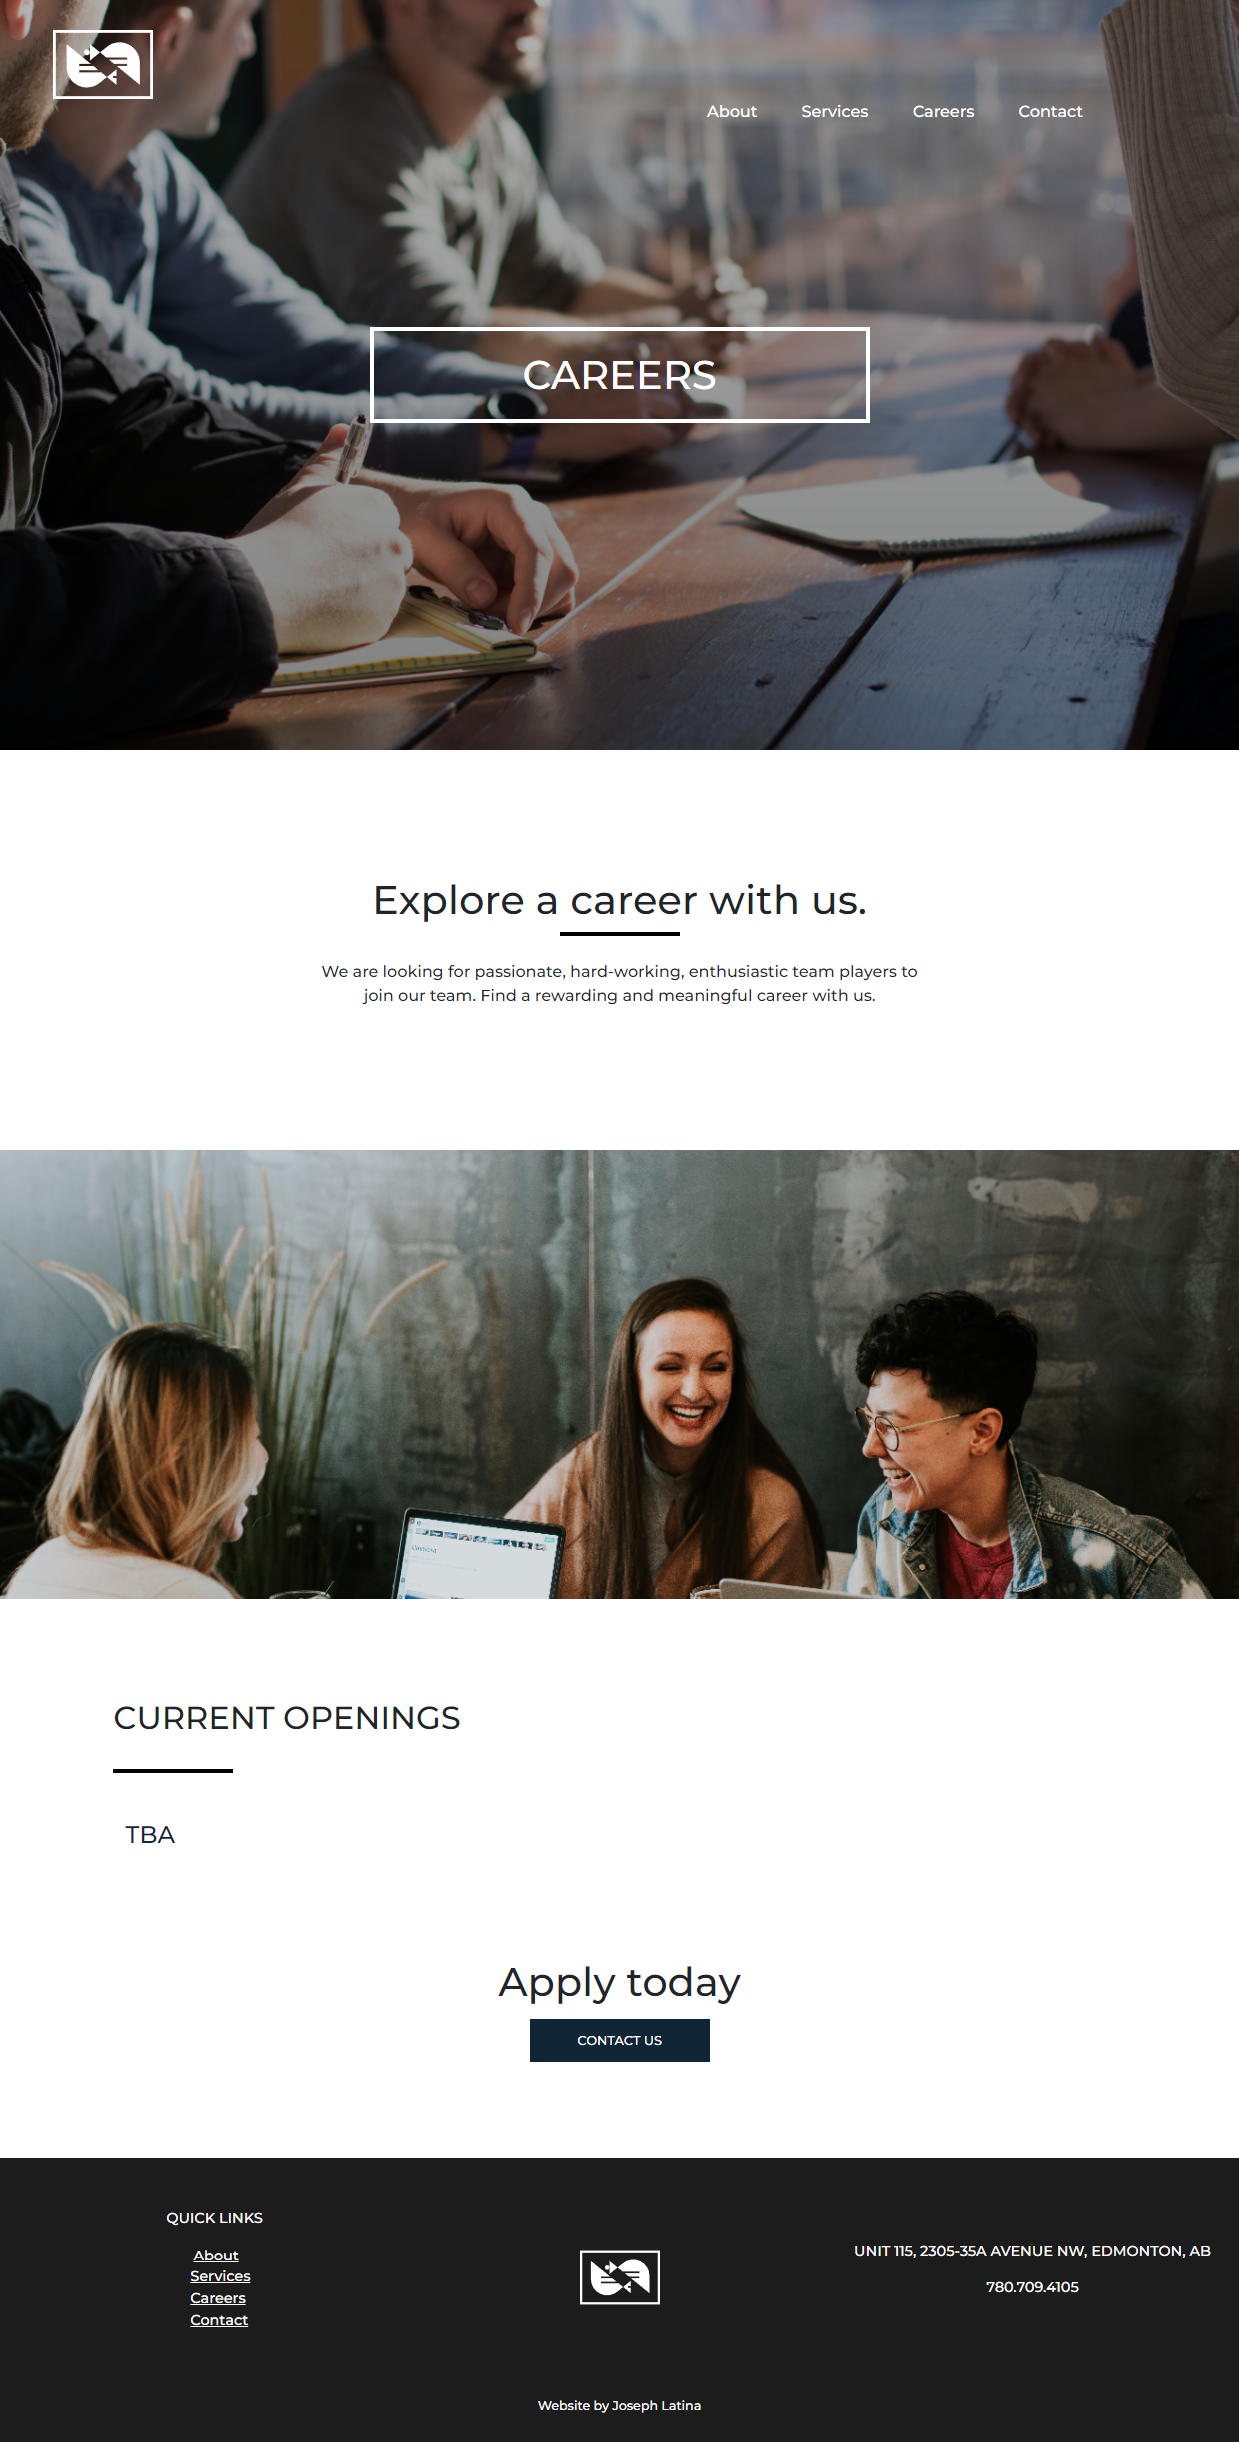 About Services Careers Contact
CAREERS
Explore a career with us.
We are looking for passionate, hard-working, enthusiastic team players to
join our team. Find a rewarding and meaningful career with us.
CURRENT OPENINGS
TBA
Apply today
CONTACT US
QUICK LINKS
About
Services
Careers
Contact
UNIT 115, 2305-35A AVENUE NW, EDMONTON, AB
780.709.4105
Website by Joseph Latina